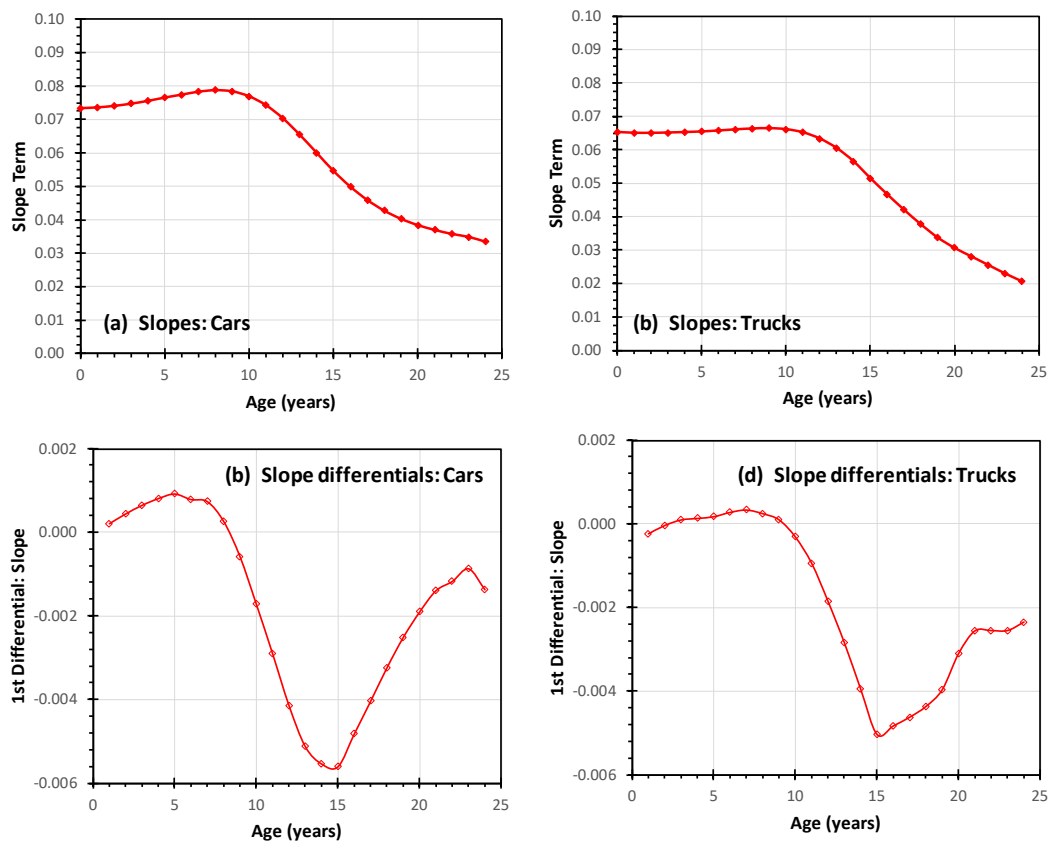 0.10
0.09
0.08
0.07
0.06
0.05
0.04
0.03
0.02
0.01
0.00
Slope Term
(a) Slopes: Cars
0 5 10 15 20 25
Age (years)
0.10
0.09
0.08
0.07
0.06
0.05
0.04
0.03
0.02
0.01
0.00
Slope Term
(b) Slopes: Trucks
0 5 10 15 20 25
Age (years)
0.002
0.000
-0.002
-0.004
-0.006
1st Differential: Slope
(b) Slope differentials: Cars
0 5 10 15 20 25
Age (years)
0.002
0.000
-0.002
-0.004
-0.006
1st Differential: Slope
(d) Slope differentials: Trucks
0 5 10 15 20 25
Age (years)